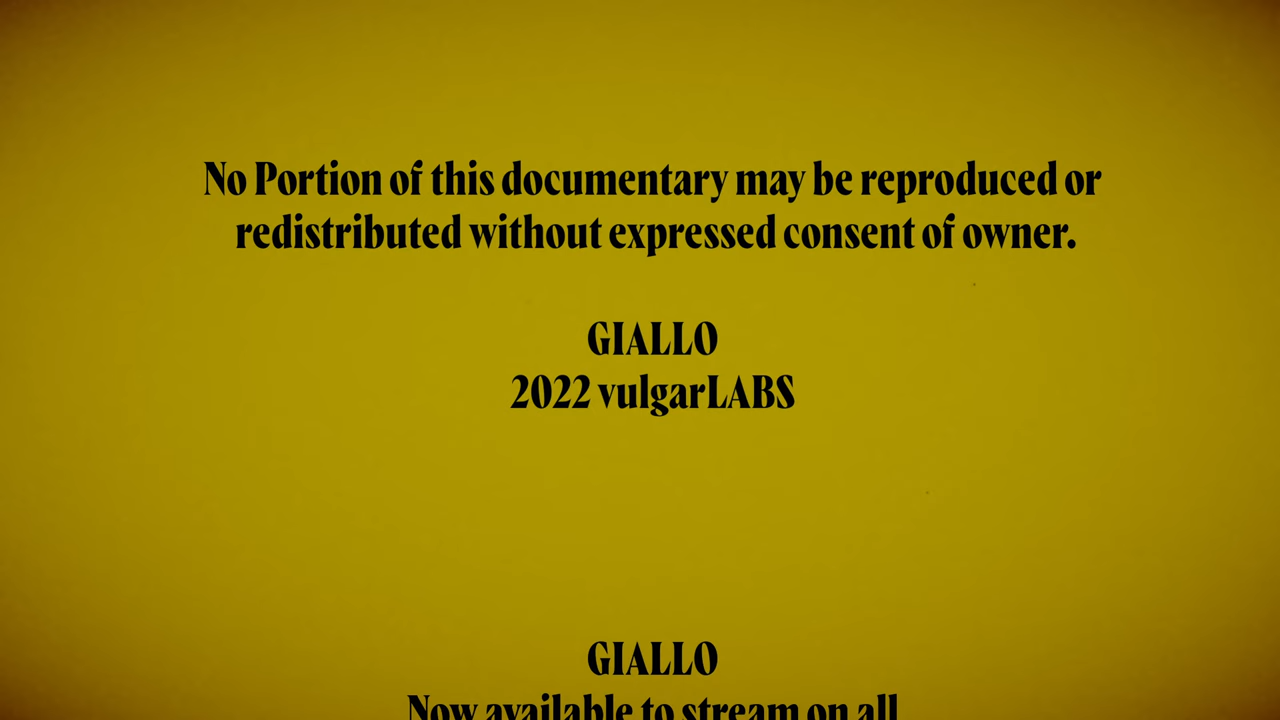 No Portion of this documentary may be reproduced or
redistributed without expressed consent of owner.
GIALLO
2022 vulgarLABS
GIALLO
Now available to stream on all